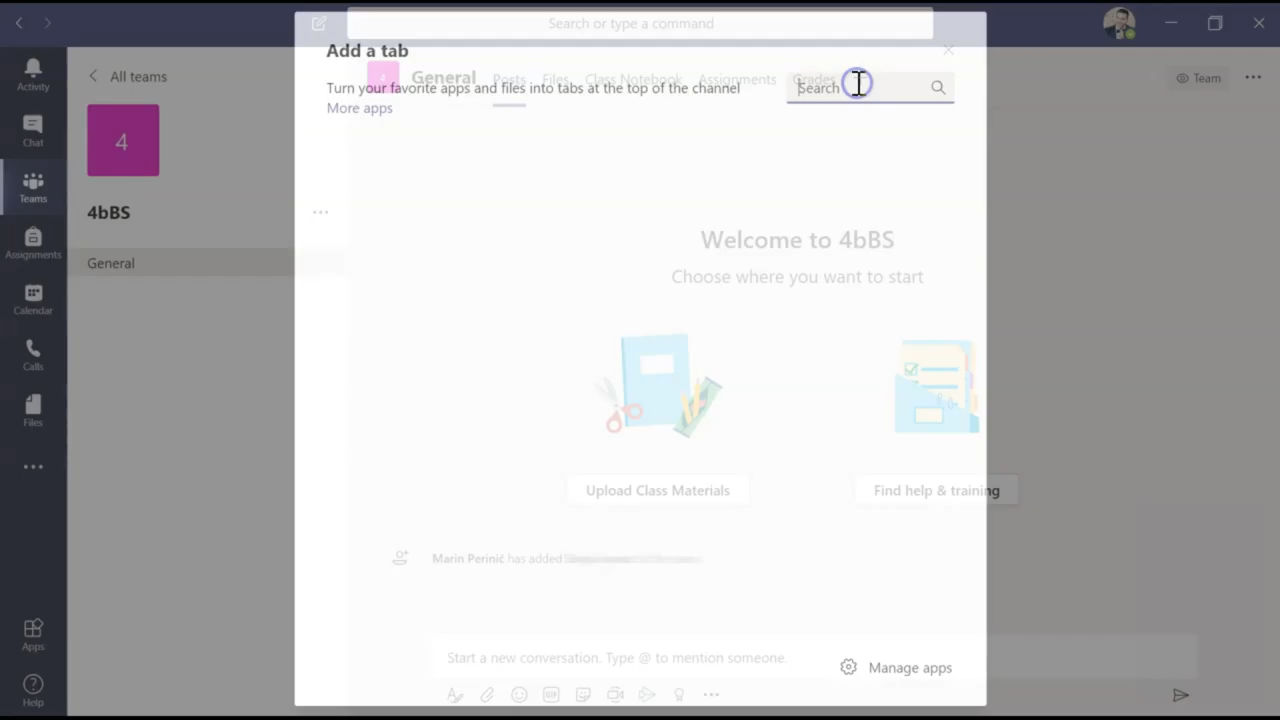 Search or type a command
Activity
Chat
Teams
Assignments
Calendar
Calls
Files
Apps
Help
All teams
4
4bBS
General
Add a tab
Turn your favorite apps and files into tabs at the top of the channel
More apps
Search
4
General
Posts
Files
Class Notebook
Assignments
Grades
Team
Welcome to 4bBS
Choose where you want to start
Upload Class Materials
Find help & training
Marin Perinić has added
Start a new conversation. Type @ to mention someone.
GIF
Manage apps